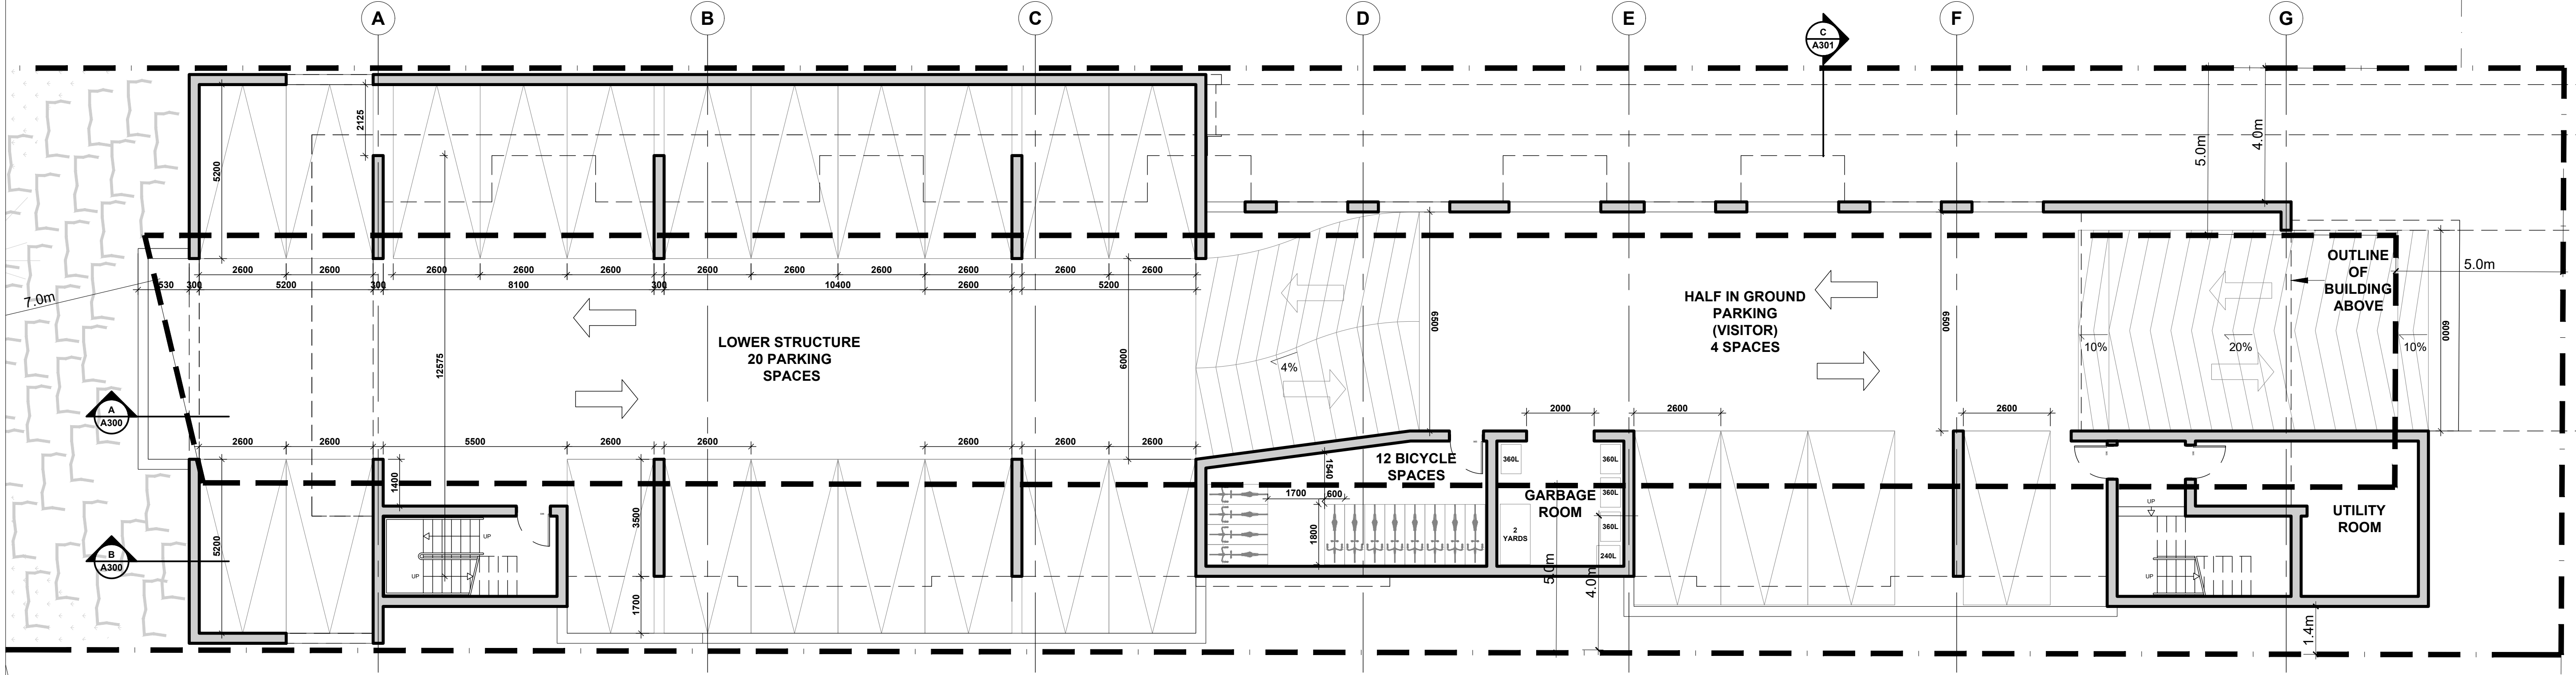 A
B
C
D
E
F
G
C
A301
2125
5200
5.0m
4.0m
2600
2600
2600
2600
2600
2600
2600
2600
2600
2600
530
300
5200
300
8100
300
10400
2600
5200
7.0m
12575
6000
6500
6500
6000
LOWER STRUCTURE
20 PARKING
SPACES
4%
HALF IN GROUND
PARKING
(VISITOR)
4 SPACES
OUTLINE
OF
BUILDING
ABOVE
5.0m
10%
20%
10%
A
A300
2600
2600
5500
2600
2600
2600
2600
2600
2000
2600
2600
1400
3500
5200
1700
UP
UP
12 BICYCLE
SPACES
1540
1700
600
1800
360L
360L
360L
360L
240L
GARBAGE
ROOM
2
YARDS
5.0m
4.0m
UP
UP
UTILITY
ROOM
1.4m
B
A300